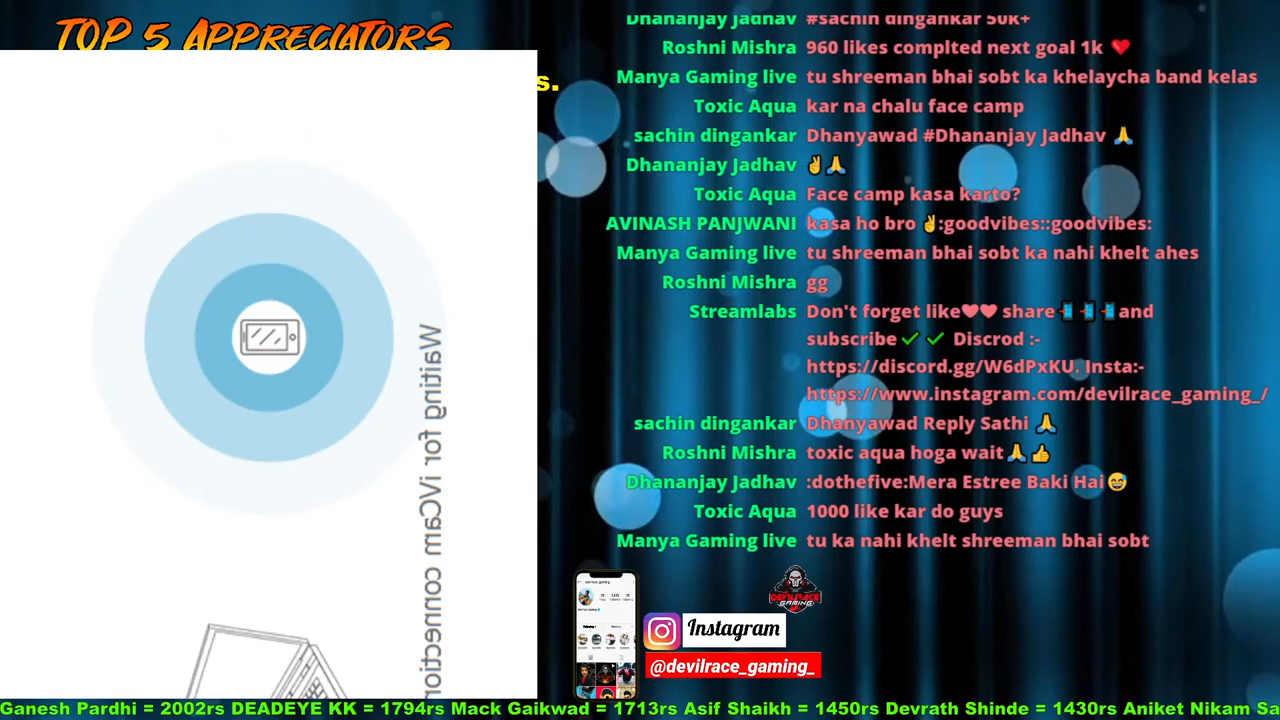 TOP 5 APPRECIATORS
s.
Waiting for iVCam connection
Dhananjay Jadhav #sachin dingankar 50k+
Roshni Mishra 960 likes complted next goal 1k ❤️
Manya Gaming live tu shreeman bhai sobt ka khelaycha band kelas
Toxic Aqua kar na chalu face camp
sachin dingankar Dhanyawad #Dhananjay Jadhav 🙏
Dhananjay Jadhav ✌️🙏
Toxic Aqua Face camp kasa karto?
AVINASH PANJWANI kasa ho bro ✌️:goodvibes::goodvibes:
Manya Gaming live tu shreeman bhai sobt ka nahi khelt ahes
Roshni Mishra gg
Streamlabs Don't forget like❤️❤️ share📲📲📲and
subscribe✔️ ✔️ Discrod :-
https://discord.gg/W6dPxKU. Insta:-
https://www.instagram.com/devilrace_gaming_/
sachin dingankar Dhanyawad Reply Sathi 🙏
Roshni Mishra toxic aqua hoga wait🙏👍
Dhananjay Jadhav :dothefive:Mera Estree Baki Hai😅
Toxic Aqua 1000 like kar do guys
Manya Gaming live tu ka nahi khelt shreeman bhai sobt
DEVILRACE
GAMING
Instagram
@devilrace_gaming_
Ganesh Pardhi = 2002rs DEADEYE KK = 1794rs Mack Gaikwad = 1713rs Asif Shaikh = 1450rs Devrath Shinde = 1430rs Aniket Nikam Sa